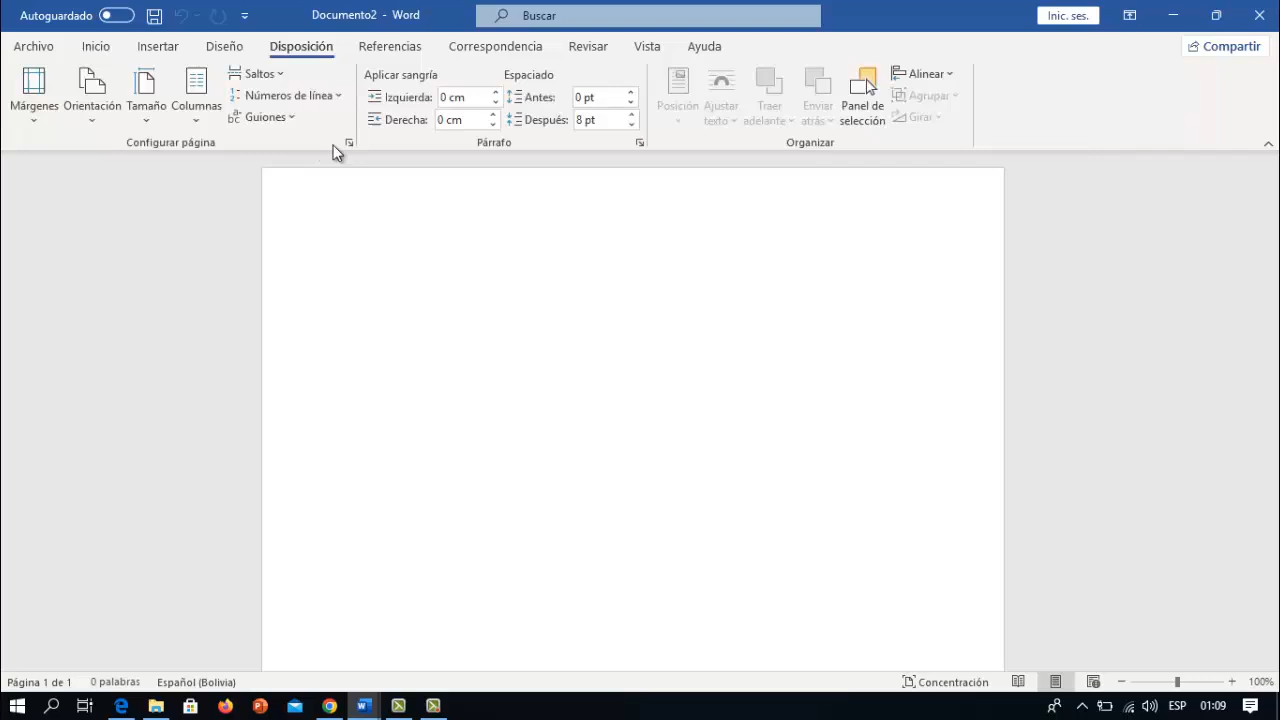 Autoguardado
Documento2 - Word
Buscar
Inic. ses.
Archivo Inicio Insertar Diseño Disposición Referencias Correspondencia Revisar Vista Ayuda
Compartir
Márgenes
Orientación
Tamaño
Columnas
Saltos
Números de línea
Guiones
Configurar página
Aplicar sangría
Izquierda: 0 cm
Derecha: 0 cm
Espaciado
Antes: 0 pt
Después: 8 pt
Párrafo
Posición
Ajustar
texto
Traer
adelante
Enviar
atrás
Panel de
selección
Alinear
Agrupar
Girar
Organizar
Página 1 de 1 0 palabras Español (Bolivia)
Concentración
100%
ESP 01:09